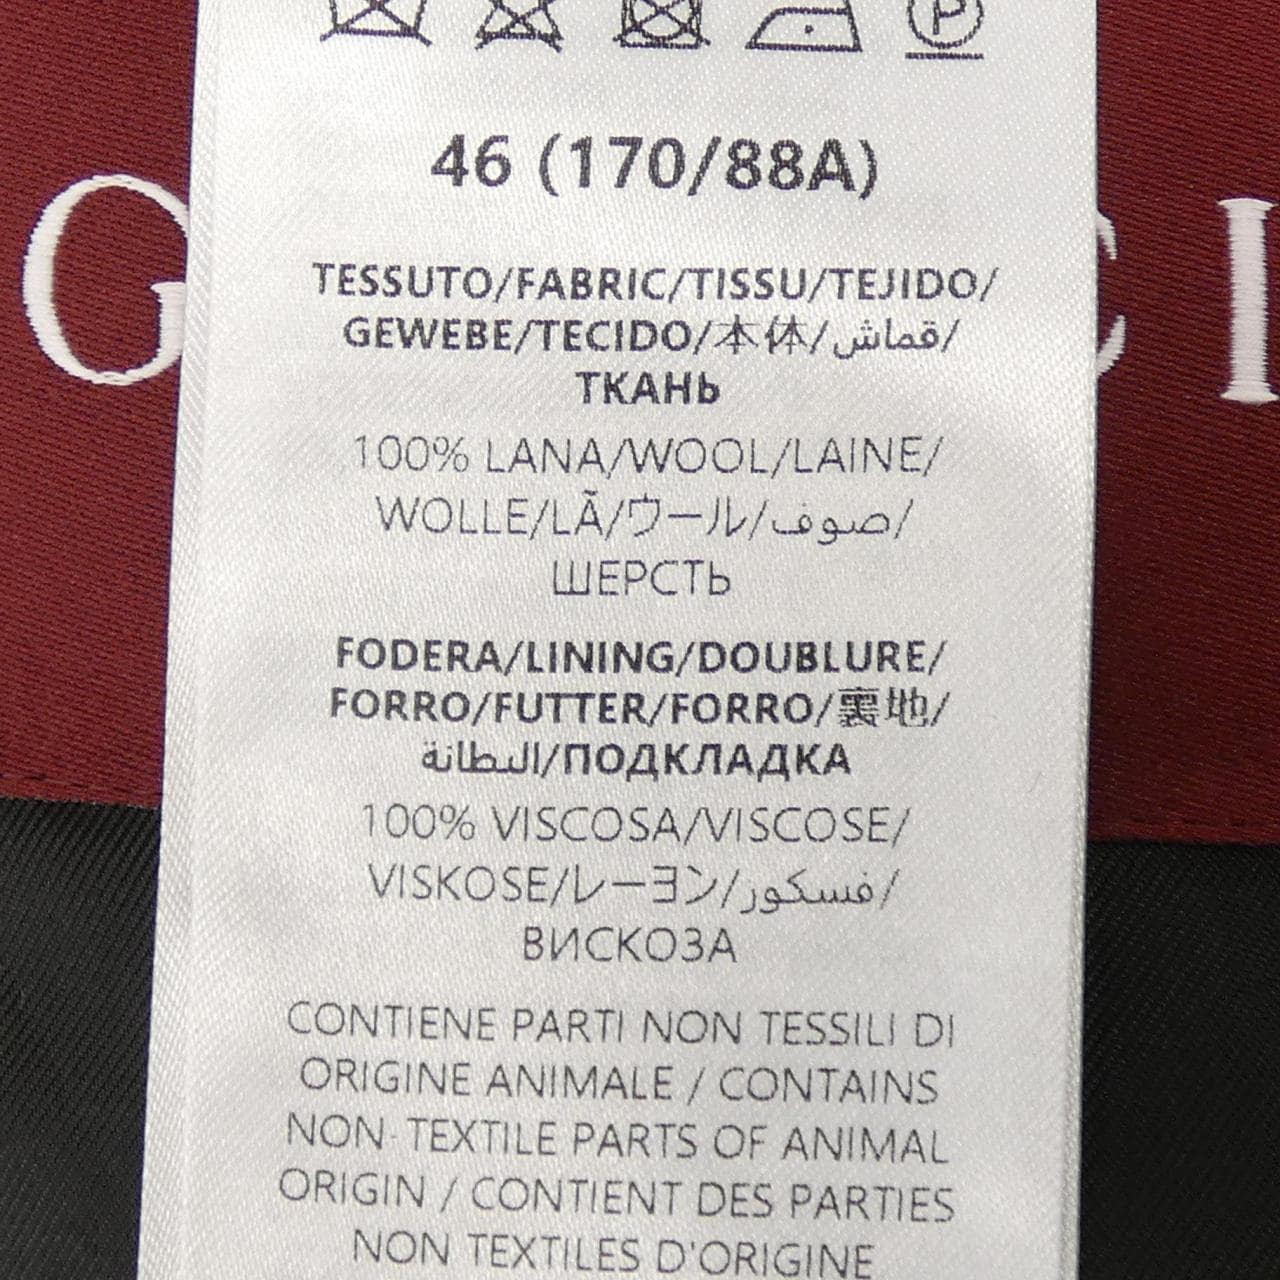 P
46 (170/88A)
G CI
TESSUTO/FABRIC/TISSU/TEJIDO/
GEWEBE/TECIDO/本体/قماش/
ТКАНЬ
100% LANA/WOOL/LAINE/
WOLLE/LÃ/ウール/صوف/
ШЕРСТЬ
FODERA/LINING/DOUBLURE/
FORRO/FUTTER/FORRO/裏地/
البطانة/ПОДКЛАДКА
100% VISCOSA/VISCOSE/
VISKOSE/レーヨン/فسكوز/
ВИСКОЗА
CONTIENE PARTI NON TESSILI DI
ORIGINE ANIMALE / CONTAINS
NON-TEXTILE PARTS OF ANIMAL
ORIGIN / CONTIENT DES PARTIES
NON TEXTILES D'ORIGINE